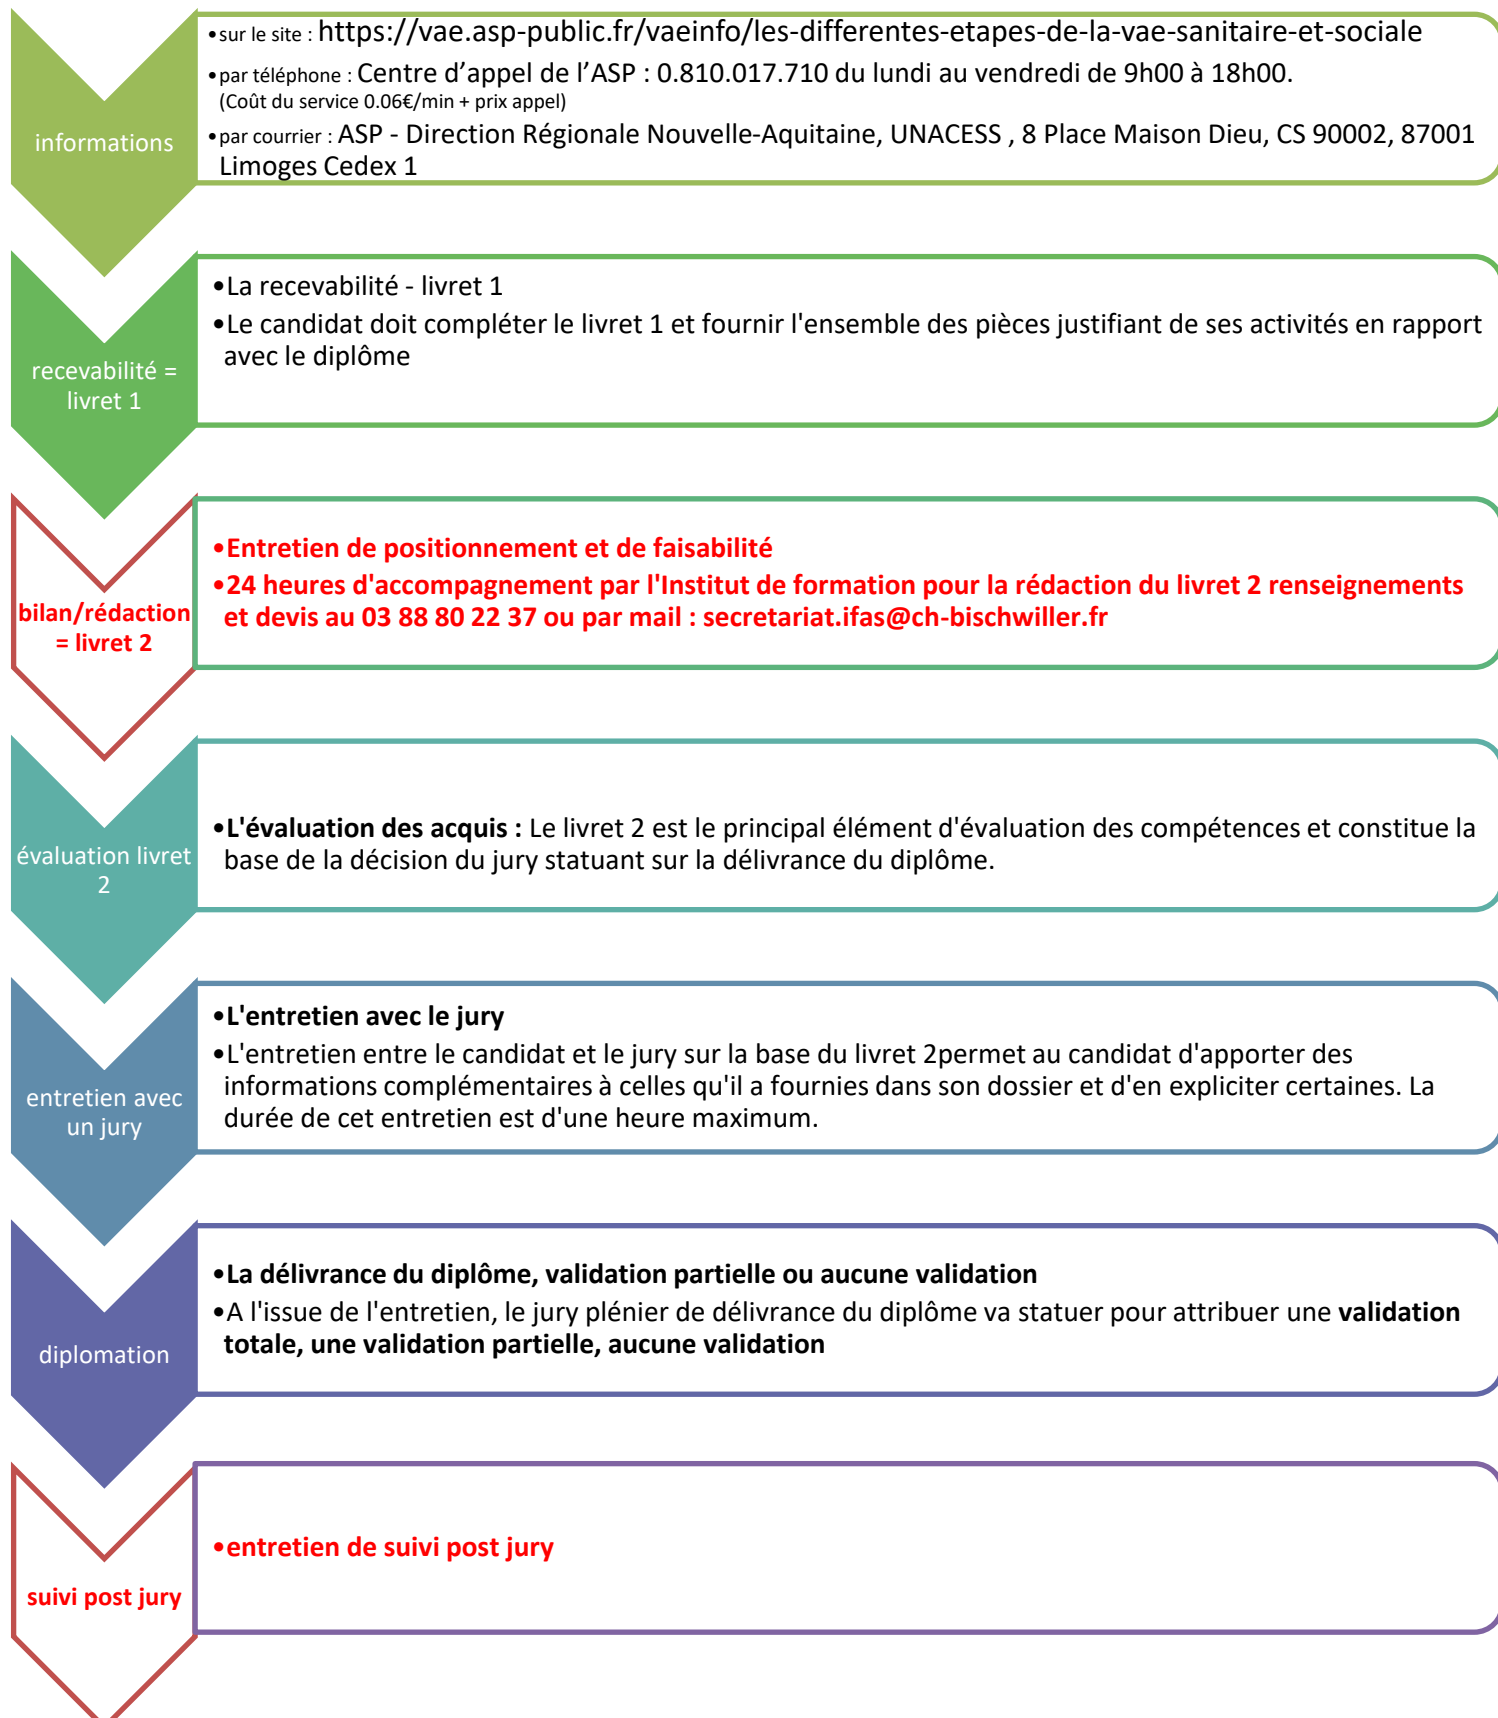 •sur le site : https://vae.asp-public.fr/vaeinfo/les-differentes-etapes-de-la-vae-sanitaire-et-sociale
•par téléphone : Centre d’appel de l’ASP : 0.810.017.710 du lundi au vendredi de 9h00 à 18h00.
(Coût du service 0.06€/min + prix appel)
informations
•par courrier : ASP - Direction Régionale Nouvelle-Aquitaine, UNACESS , 8 Place Maison Dieu, CS 90002, 87001
Limoges Cedex 1
•La recevabilité - livret 1
•Le candidat doit compléter le livret 1 et fournir l'ensemble des pièces justifiant de ses activités en rapport
avec le diplôme
recevabilité =
livret 1
•Entretien de positionnement et de faisabilité
•24 heures d'accompagnement par l'Institut de formation pour la rédaction du livret 2 renseignements
et devis au 03 88 80 22 37 ou par mail : secretariat.ifas@ch-bischwiller.fr
bilan/rédaction
= livret 2
•L'évaluation des acquis : Le livret 2 est le principal élément d'évaluation des compétences et constitue la
base de la décision du jury statuant sur la délivrance du diplôme.
évaluation livret
2
•L'entretien avec le jury
•L'entretien entre le candidat et le jury sur la base du livret 2permet au candidat d'apporter des
informations complémentaires à celles qu'il a fournies dans son dossier et d'en expliciter certaines. La
durée de cet entretien est d'une heure maximum.
entretien avec
un jury
•La délivrance du diplôme, validation partielle ou aucune validation
•A l'issue de l'entretien, le jury plénier de délivrance du diplôme va statuer pour attribuer une validation
totale, une validation partielle, aucune validation
diplomation
•entretien de suivi post jury
suivi post jury